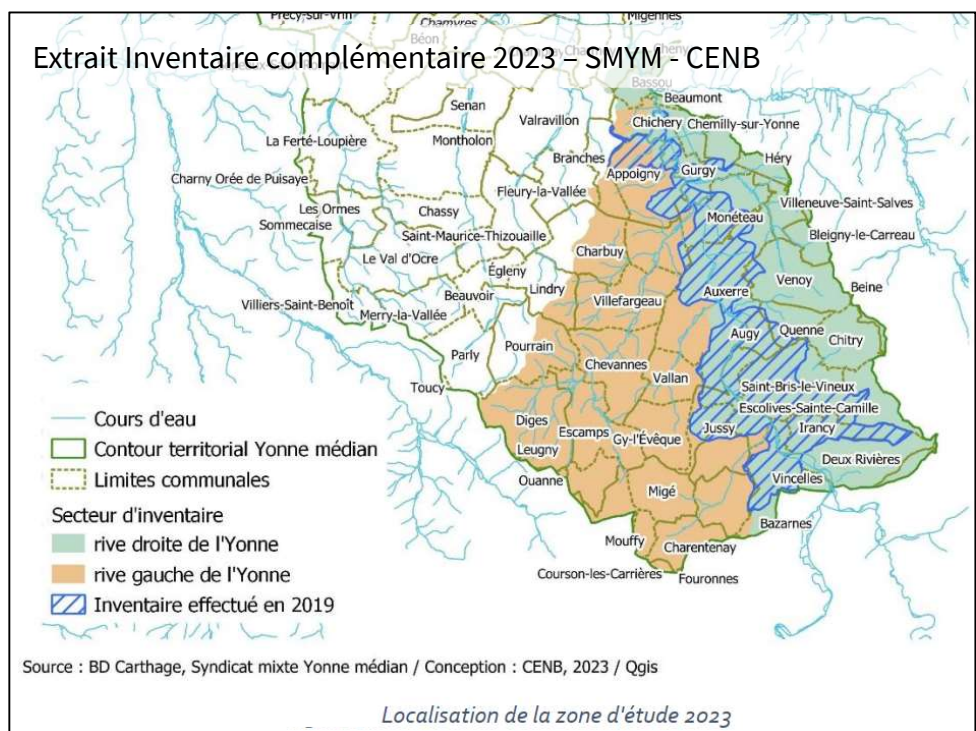 Précy-sur-Vrin
Chamvres
Migennes
Béon
Extrait Inventaire complémentaire 2023 – SMYM - CENB
Bassou
Beaumont
Senan
Valravillon
Chichery
Chemilly-sur-Yonne
La Ferté-Loupière
Montholon
Branches
Héry
Appoigny
Gurgy
Charny Orée de Puisaye
Fleury-la-Vallée
Villeneuve-Saint-Salves
Les Ormes
Chassy
Monéteau
Sommecaise
Bleigny-le-Carreau
Saint-Maurice-Thizouaille
Charbuy
Le Val d'Ocre
Égleny
Venoy
Beine
Lindry
Auxerre
Villiers-Saint-Benoît
Beauvoir
Villefargeau
Merry-la-Vallée
Augy
Quenne
Chitry
Parly
Pourrain
Chevannes
Vallan
Toucy
Saint-Bris-le-Vineux
Escolives-Sainte-Camille
Diges
Jussy
Irancy
Escamps
Gy-l'Évêque
Leugny
Deux Rivières
Ouanne
Vincelles
Migé
Bazarnes
Mouffy
Charentenay
Courson-les-Carrières
Fouronnes
Cours d'eau
Contour territorial Yonne médian
Limites communales
Secteur d'inventaire
rive droite de l'Yonne
rive gauche de l'Yonne
Inventaire effectué en 2019
Source : BD Carthage, Syndicat mixte Yonne médian / Conception : CENB, 2023 / Qgis
Localisation de la zone d'étude 2023